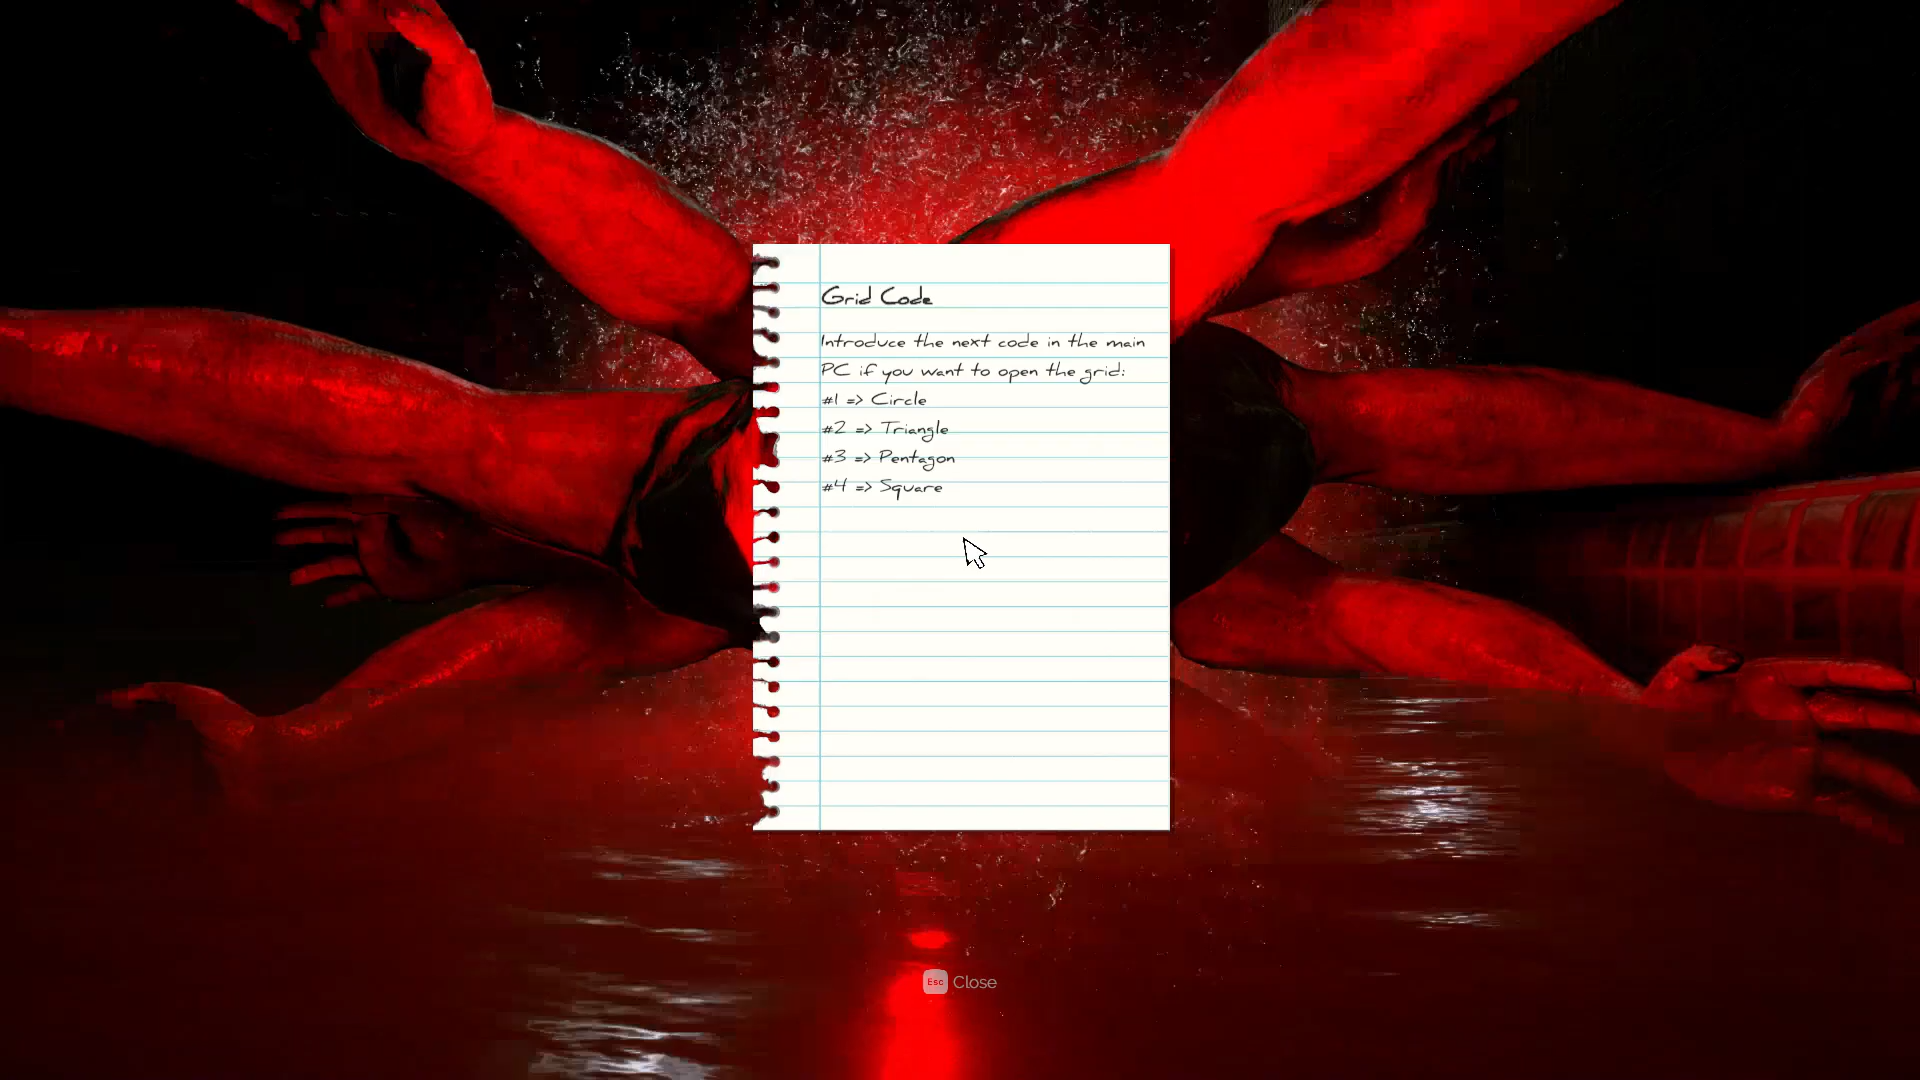 Grid Code
Introduce the next code in the main
PC if you want to open the grid:
#1 => Circle
#2 => Triangle
#3 => Pentagon
#4 => Square
Esc Close